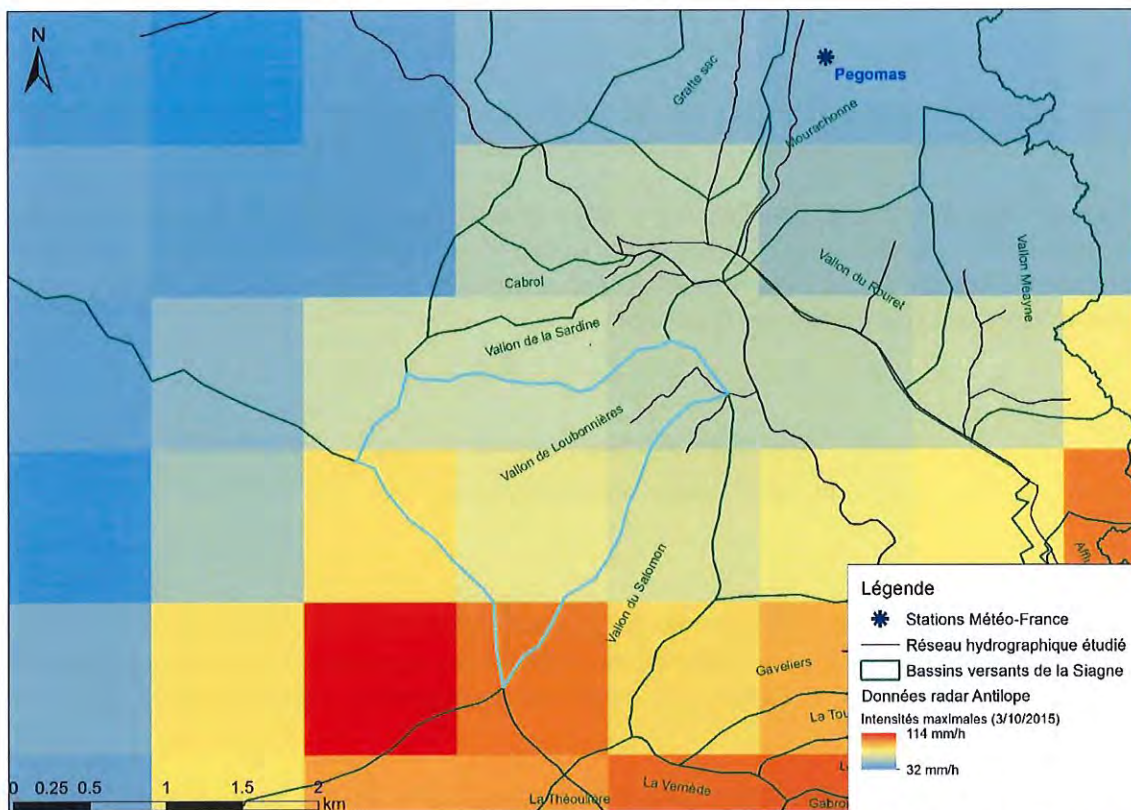 N
Pegomas
Gratte sac
Mourachonne
Cabrol
Vallon du Rouret
Vallon Méayne
Vallon de la Sardine
Vallon de Loubonnières
Vallon du Salomon
Gaveliers
La Tou
La Vernède
La Théoulière
Gabro
Afflu
Légende
Stations Météo-France
Réseau hydrographique étudié
Bassins versants de la Siagne
Données radar Antilope
Intensités maximales (3/10/2015)
114 mm/h
32 mm/h
0 0.25 0.5 1 1.5 2
km